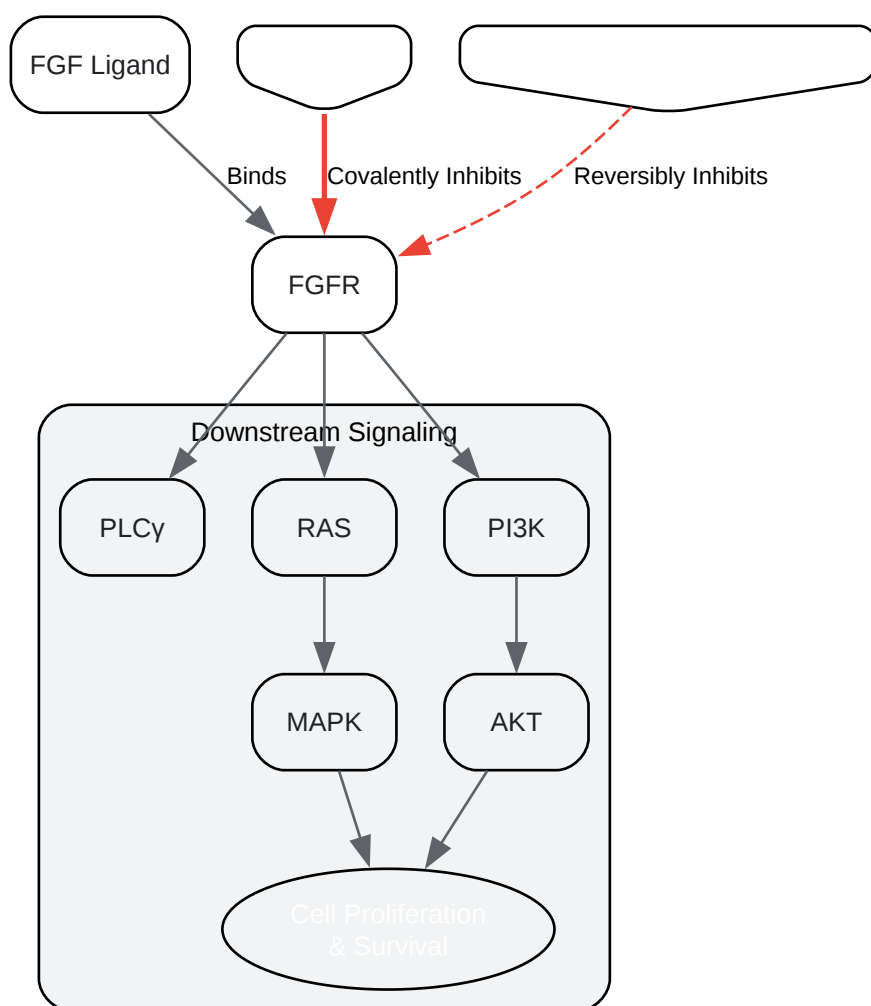 FGF Ligand
Binds
Covalently Inhibits
Reversibly Inhibits
FGFR
Downstream Signaling
PLCγ
RAS
PI3K
MAPK
AKT
Cell Proliferation
& Survival